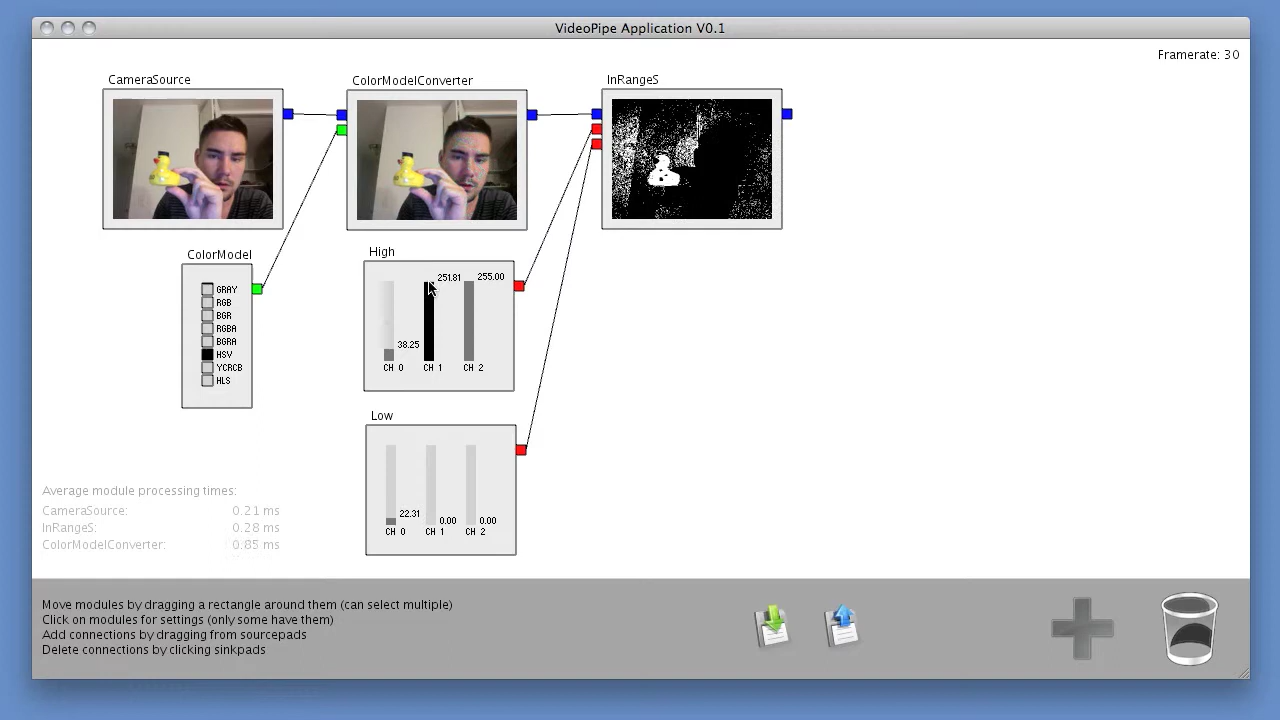 VideoPipe Application V0.1
Framerate: 30
CameraSource
ColorModelConverter
InRangeS
ColorModel
GRAY
RGB
BGR
RGBA
BGRA
HSV
YCRCB
HLS
High
251.81
255.00
38.25
CH 0 CH 1 CH 2
Low
22.31
0.00
0.00
CH 0 CH 1 CH 2
Average module processing times:
CameraSource: 0.21 ms
InRangeS: 0.28 ms
ColorModelConverter: 0.85 ms
Move modules by dragging a rectangle around them (can select multiple)
Click on modules for settings (only some have them)
Add connections by dragging from sourcepads
Delete connections by clicking sinkpads